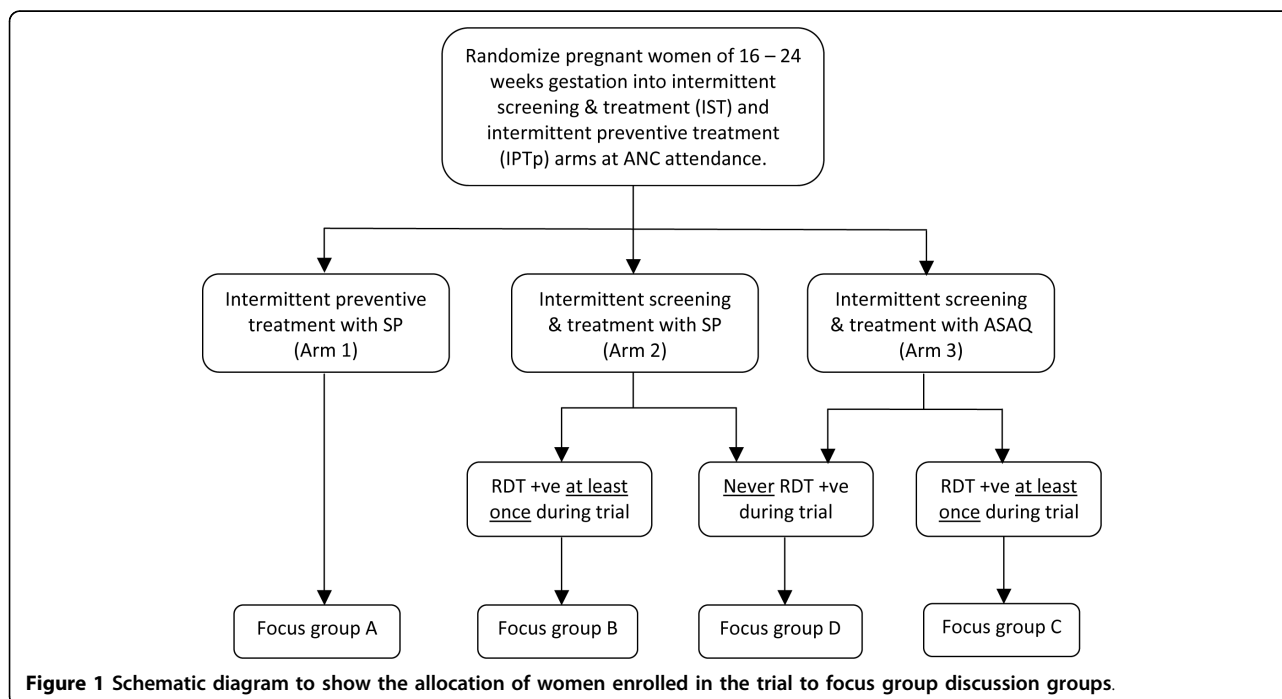 Randomize pregnant women of 16 – 24
weeks gestation into intermittent
screening & treatment (IST) and
intermittent preventive treatment
(IPTp) arms at ANC attendance.
Intermittent preventive
treatment with SP
(Arm 1)
Intermittent screening
& treatment with SP
(Arm 2)
Intermittent screening
& treatment with ASAQ
(Arm 3)
RDT +ve at least
once during trial
Never RDT +ve
during trial
RDT +ve at least
once during trial
Focus group A
Focus group B
Focus group D
Focus group C
Figure 1 Schematic diagram to show the allocation of women enrolled in the trial to focus group discussion groups.